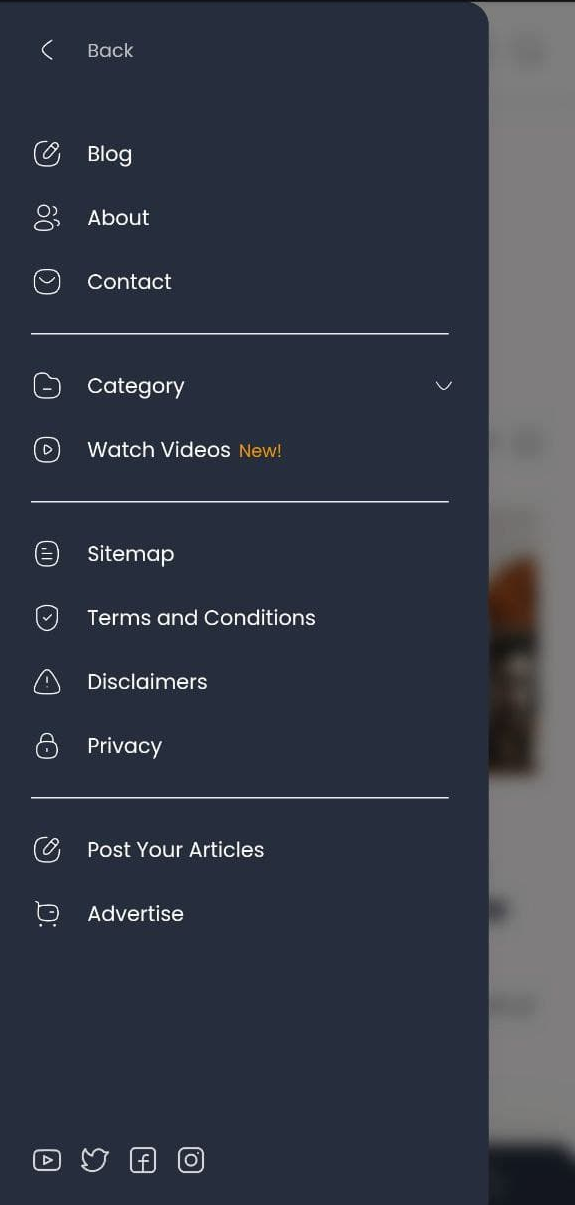 Back
Blog
About
Contact
Category
Watch Videos New!
Sitemap
Terms and Conditions
Disclaimers
Privacy
Post Your Articles
Advertise